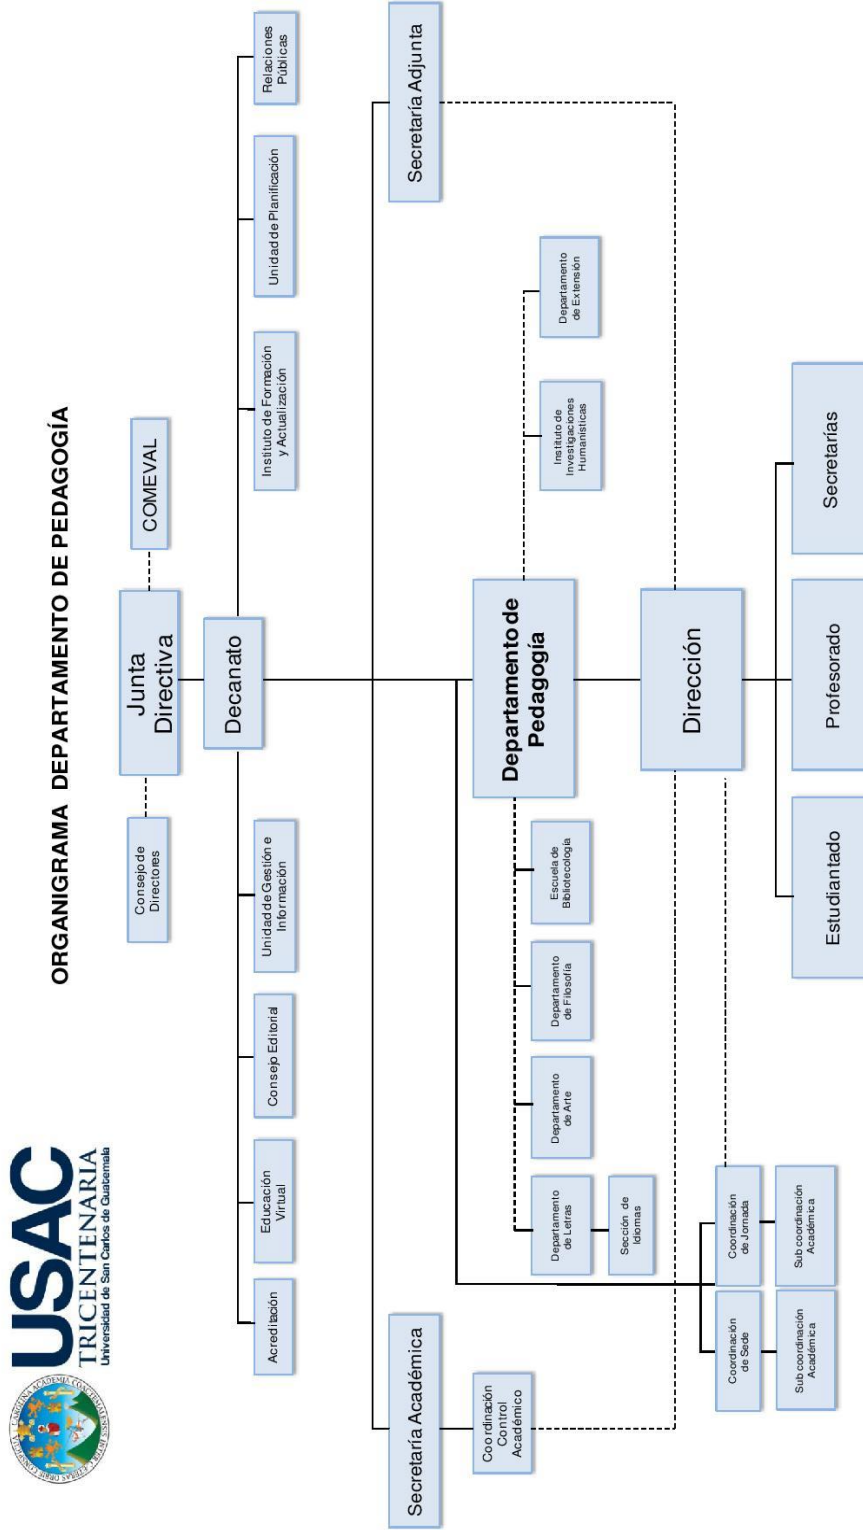 USAC
TRICENTENARIA
Universidad de San Carlos de Guatemala
ORGANIGRAMA DEPARTAMENTO DE PEDAGOGÍA
Consejo de
Directores
Junta
Directiva
COMEVAL
Decanato
Acreditación
Educación
Virtual
Consejo Editorial
Unidad de Gestión e
Información
Instituto de Formación
y Actualización
Unidad de Planificación
Relaciones
Públicas
Secretaría Académica
Secretaría Adjunta
Coordinación
Control
Académico
Departamento de
Pedagogía
Departamento
de Letras
Departamento
de Arte
Departamento
de Filosofía
Escuela de
Bibliotecología
Instituto de
Investigaciones
Humanísticas
Departamento
de Extensión
Sección de
Idiomas
Dirección
Coordinación
de Sede
Coordinación
de Jornada
Sub coordinación
Académica
Sub coordinación
Académica
Estudiantado
Profesorado
Secretarías